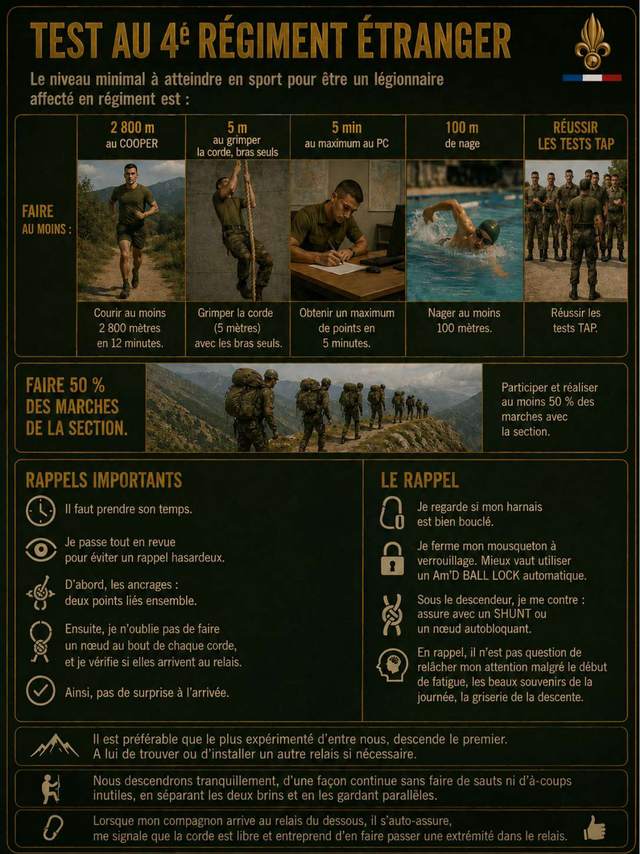 TEST AU 4é RÉGIMENT ÉTRANGER
Le niveau minimal à atteindre en sport pour être un légionnaire
affecté en régiment est :
FAIRE
AU MOINS :
2 800 m
au COOPER
Courir au moins
2 800 mètres
en 12 minutes.
5 m
au grimper
la corde, bras seuls
Grimper la corde
(5 mètres)
avec les bras seuls.
5 min
au maximum au PC
Obtenir un maximum
de points en
5 minutes.
100 m
de nage
Nager au moins
100 mètres.
RÉUSSIR
LES TESTS TAP
Réussir les
tests TAP.
FAIRE 50 %
DES MARCHES
DE LA SECTION.
Participer et réaliser
au moins 50 % des
marches avec
la section.
RAPPELS IMPORTANTS
Il faut prendre son temps.
Je passe tout en revue
pour éviter un rappel hasardeux.
D'abord, les ancrages :
deux points liés ensemble.
Ensuite, je n'oublie pas de faire
un nœud au bout de chaque corde,
et je vérifie si elles arrivent au relais.
Ainsi, pas de surprise à l'arrivée.
LE RAPPEL
Je regarde si mon harnais
est bien bouclé.
Je ferme mon mousqueton à
verrouillage. Mieux vaut utiliser
un Am'D BALL LOCK automatique.
Sous le descendeur, je me contre :
assure avec un SHUNT ou
un nœud autobloquant.
En rappel, il n'est pas question de
relâcher mon attention malgré le début
de fatigue, les beaux souvenirs de la
journée, la griserie de la descente.
Il est préférable que le plus expérimenté d'entre nous, descende le premier.
A lui de trouver ou d'installer un autre relais si nécessaire.
Nous descendrons tranquillement, d'une façon continue sans faire de sauts ni d'à-coups
inutiles, en séparant les deux brins et en les gardant parallèles.
Lorsque mon compagnon arrive au relais du dessous, il s'auto-assure,
me signale que la corde est libre et entreprend d'en faire passer une extrémité dans le relais.